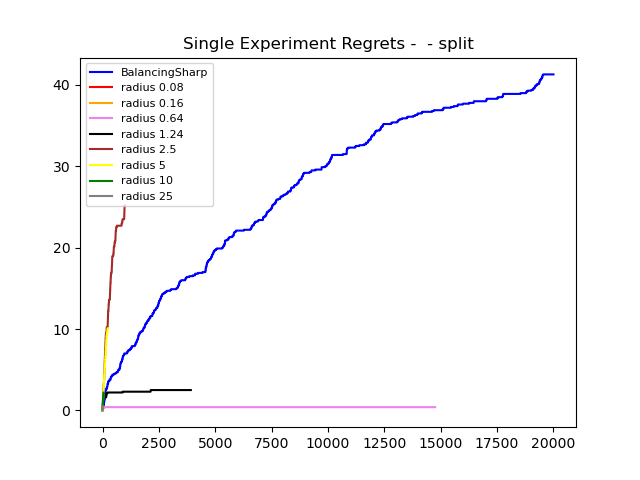 Single Experiment Regrets -  - split
BalancingSharp
radius 0.08
radius 0.16
radius 0.64
radius 1.24
radius 2.5
radius 5
radius 10
radius 25
40
30
20
10
0
0 2500 5000 7500 10000 12500 15000 17500 20000